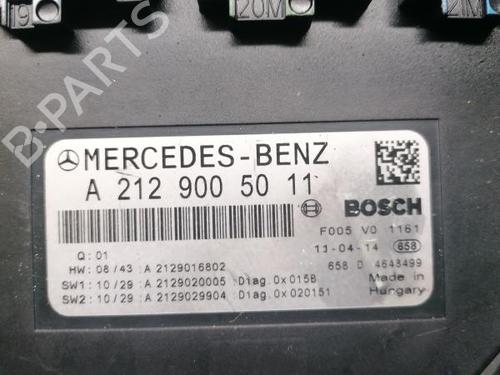 19
20M
2IN
B-PARTS
MERCEDES-BENZ
A 212 900 50 11
BOSCH
F005 V0 1161
Q: 01
11-04-14 658
HW: 08/43 :A 2129016802
658 D 4643499
SW1: 10/29 :A 2129020005 :Diag.0x015B
Made in
SW2: 10/29 :A 2129029904 :Diag.0x020151
Hungary